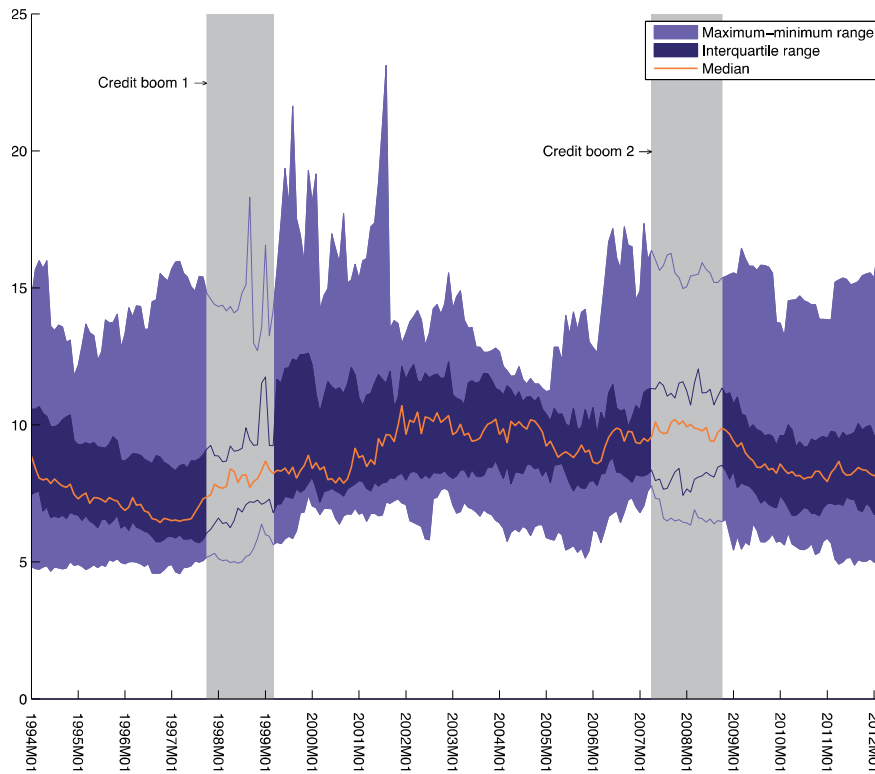 25
Maximum−minimum range
Interquartile range
Median
Credit boom 1
20
Credit boom 2
15
10
5
0
1994M01
1995M01
1996M01
1997M01
1998M01
1999M01
2000M01
2001M01
2002M01
2003M01
2004M01
2005M01
2006M01
2007M01
2008M01
2009M01
2010M01
2011M01
2012M01